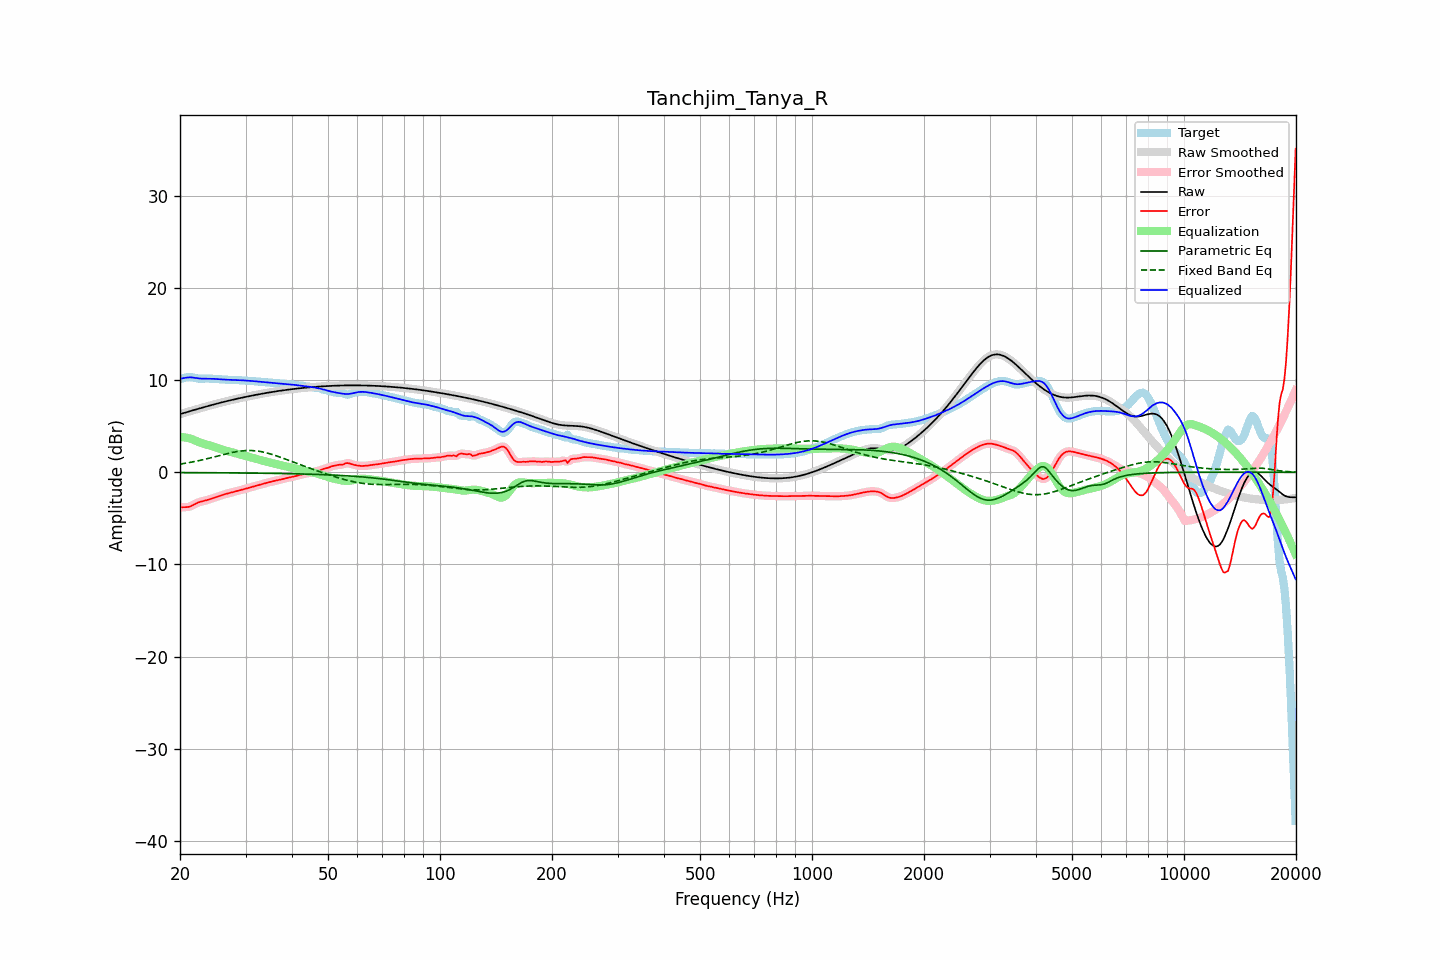 Tanchjim_Tanya_R
Target
Raw Smoothed
Error Smoothed
Raw
Error
Equalization
Parametric Eq
Fixed Band Eq
Equalized
30
20
10
0
−10
−20
−30
−40
Amplitude (dBr)
20 50 100 200 500 1000 2000 5000 10000 20000
Frequency (Hz)